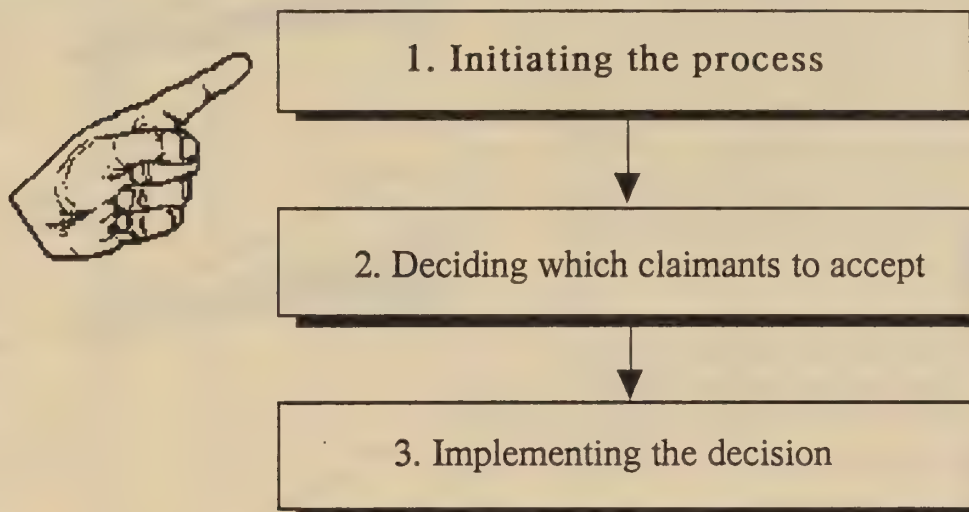 1. Initiating the process
2. Deciding which claimants to accept
3. Implementing the decision